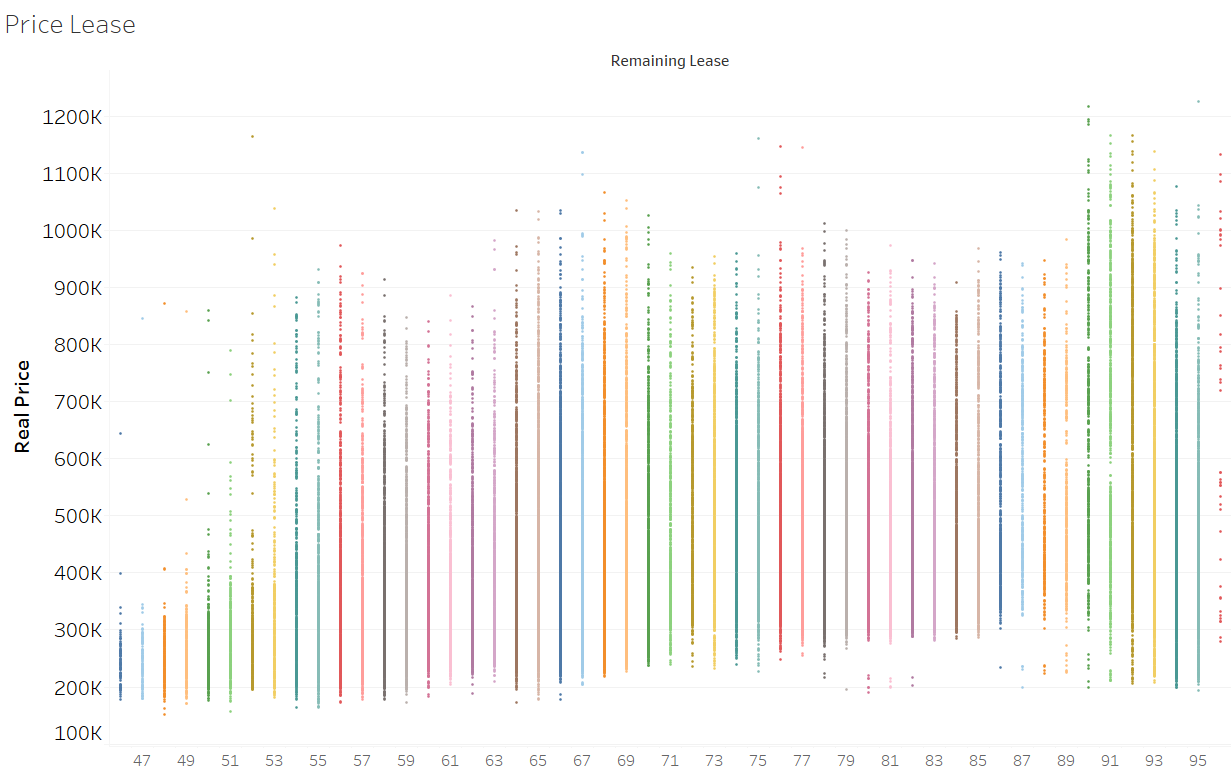 Price Lease
Remaining Lease
1200K
1100K
1000K
900K
800K
700K
600K
500K
400K
300K
200K
100K
Real Price
47 49 51 53 55 57 59 61 63 65 67 69 71 73 75 77 79 81 83 85 87 89 91 93 95